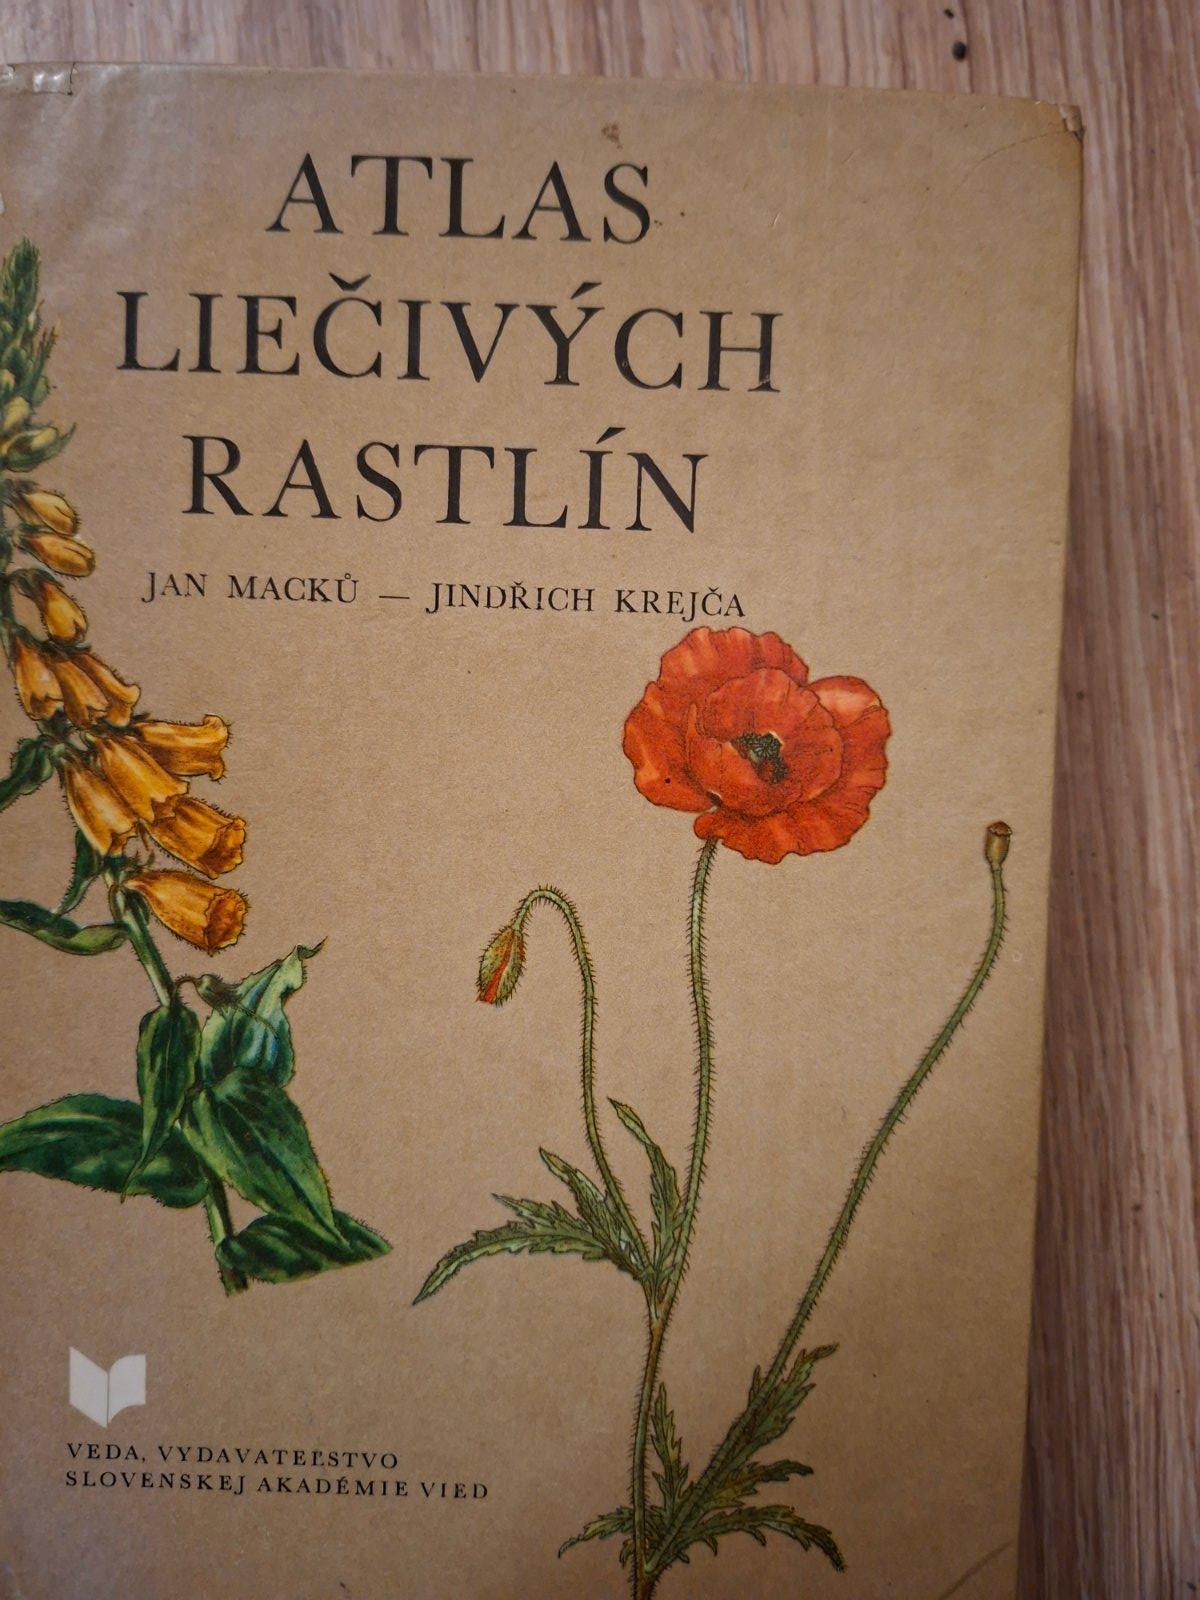 ATLAS
LIEČIVÝCH
RASTLÍN
JAN MACKŮ — JINDŘICH KREJČA
VEDA, VYDAVATEĽSTVO
SLOVENSKEJ AKADÉMIE VIED